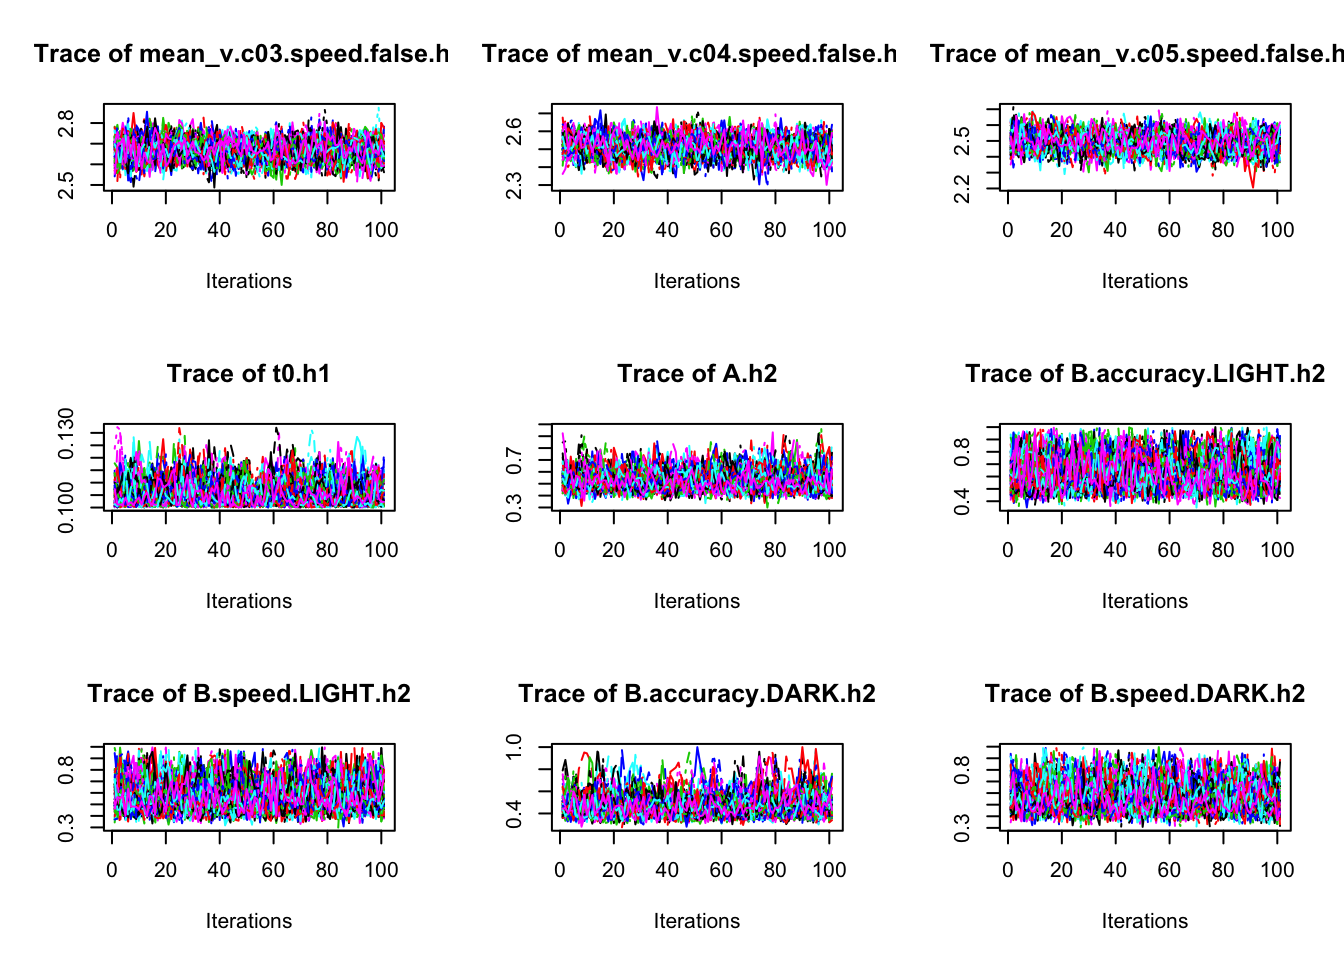 Trace of mean_v.c03.speed.false.h
Trace of mean_v.c04.speed.false.h
Trace of mean_v.c05.speed.false.h
2.8
2.5
0 20 40 60 80 100
Iterations
2.6
2.3
0 20 40 60 80 100
Iterations
2.5
2.2
0 20 40 60 80 100
Iterations
Trace of t0.h1
0.130
0.100
0 20 40 60 80 100
Iterations
Trace of A.h2
0.7
0.3
0 20 40 60 80 100
Iterations
Trace of B.accuracy.LIGHT.h2
0.8
0.4
0 20 40 60 80 100
Iterations
Trace of B.speed.LIGHT.h2
0.8
0.3
0 20 40 60 80 100
Iterations
Trace of B.accuracy.DARK.h2
1.0
0.4
0 20 40 60 80 100
Iterations
Trace of B.speed.DARK.h2
0.8
0.3
0 20 40 60 80 100
Iterations